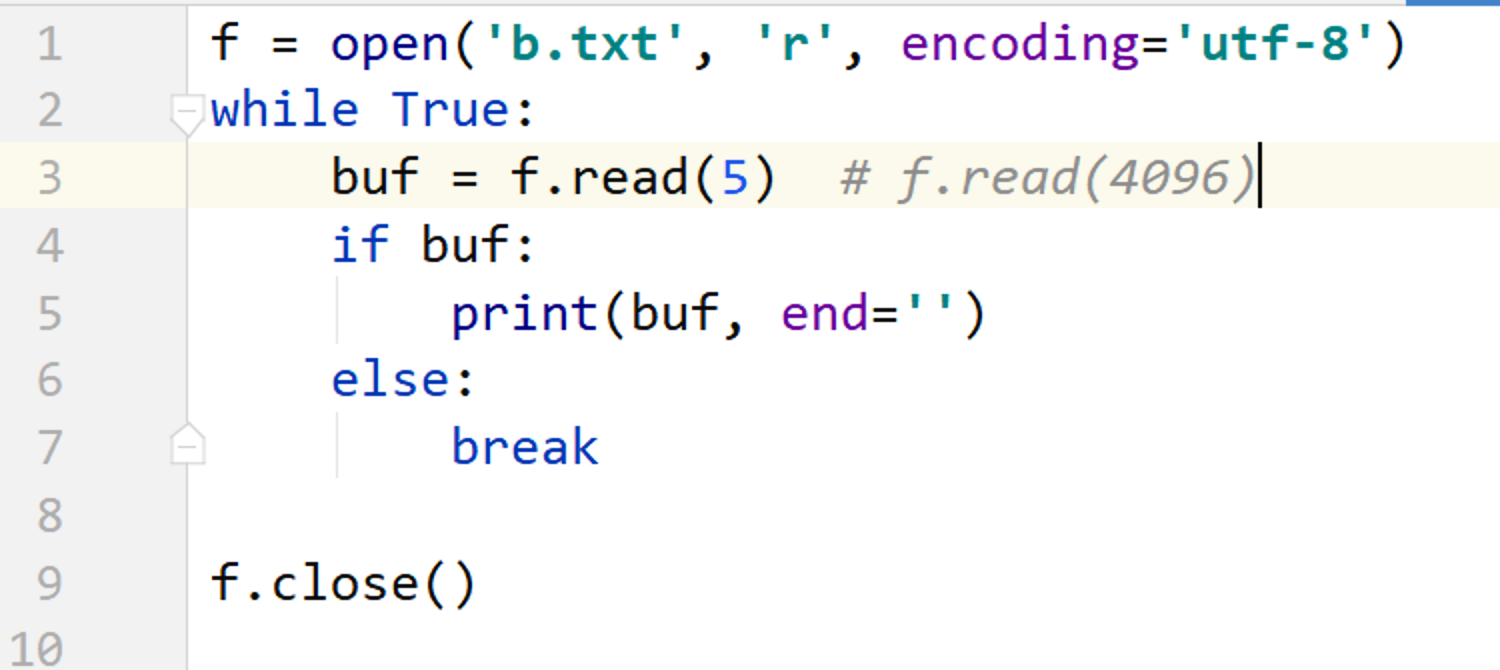 1 f = open('b.txt', 'r', encoding='utf-8')
2 while True:
3     buf = f.read(5)  # f.read(4096)
4     if buf:
5         print(buf, end='')
6     else:
7         break
8
9 f.close()
10